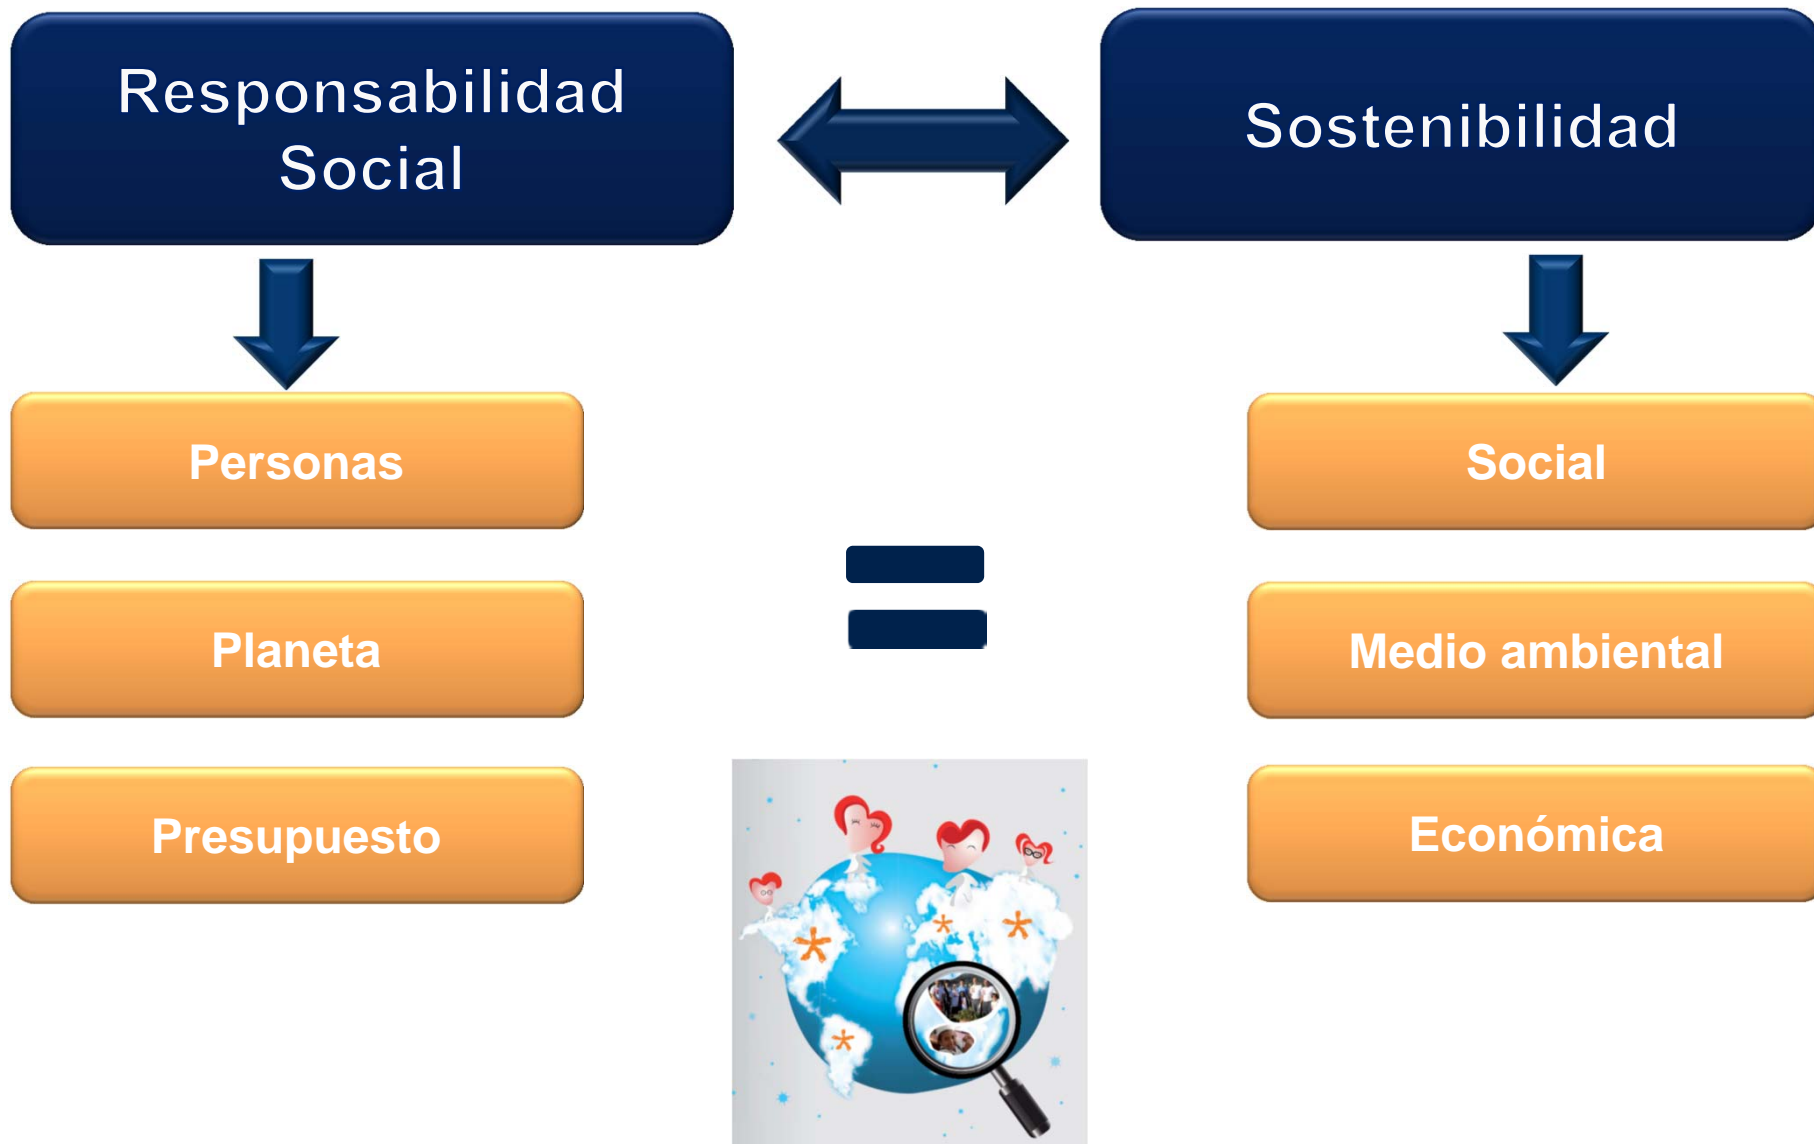 Responsabilidad
Social
Sostenibilidad
Personas
Social
Planeta
Medio ambiental
Presupuesto
Económica